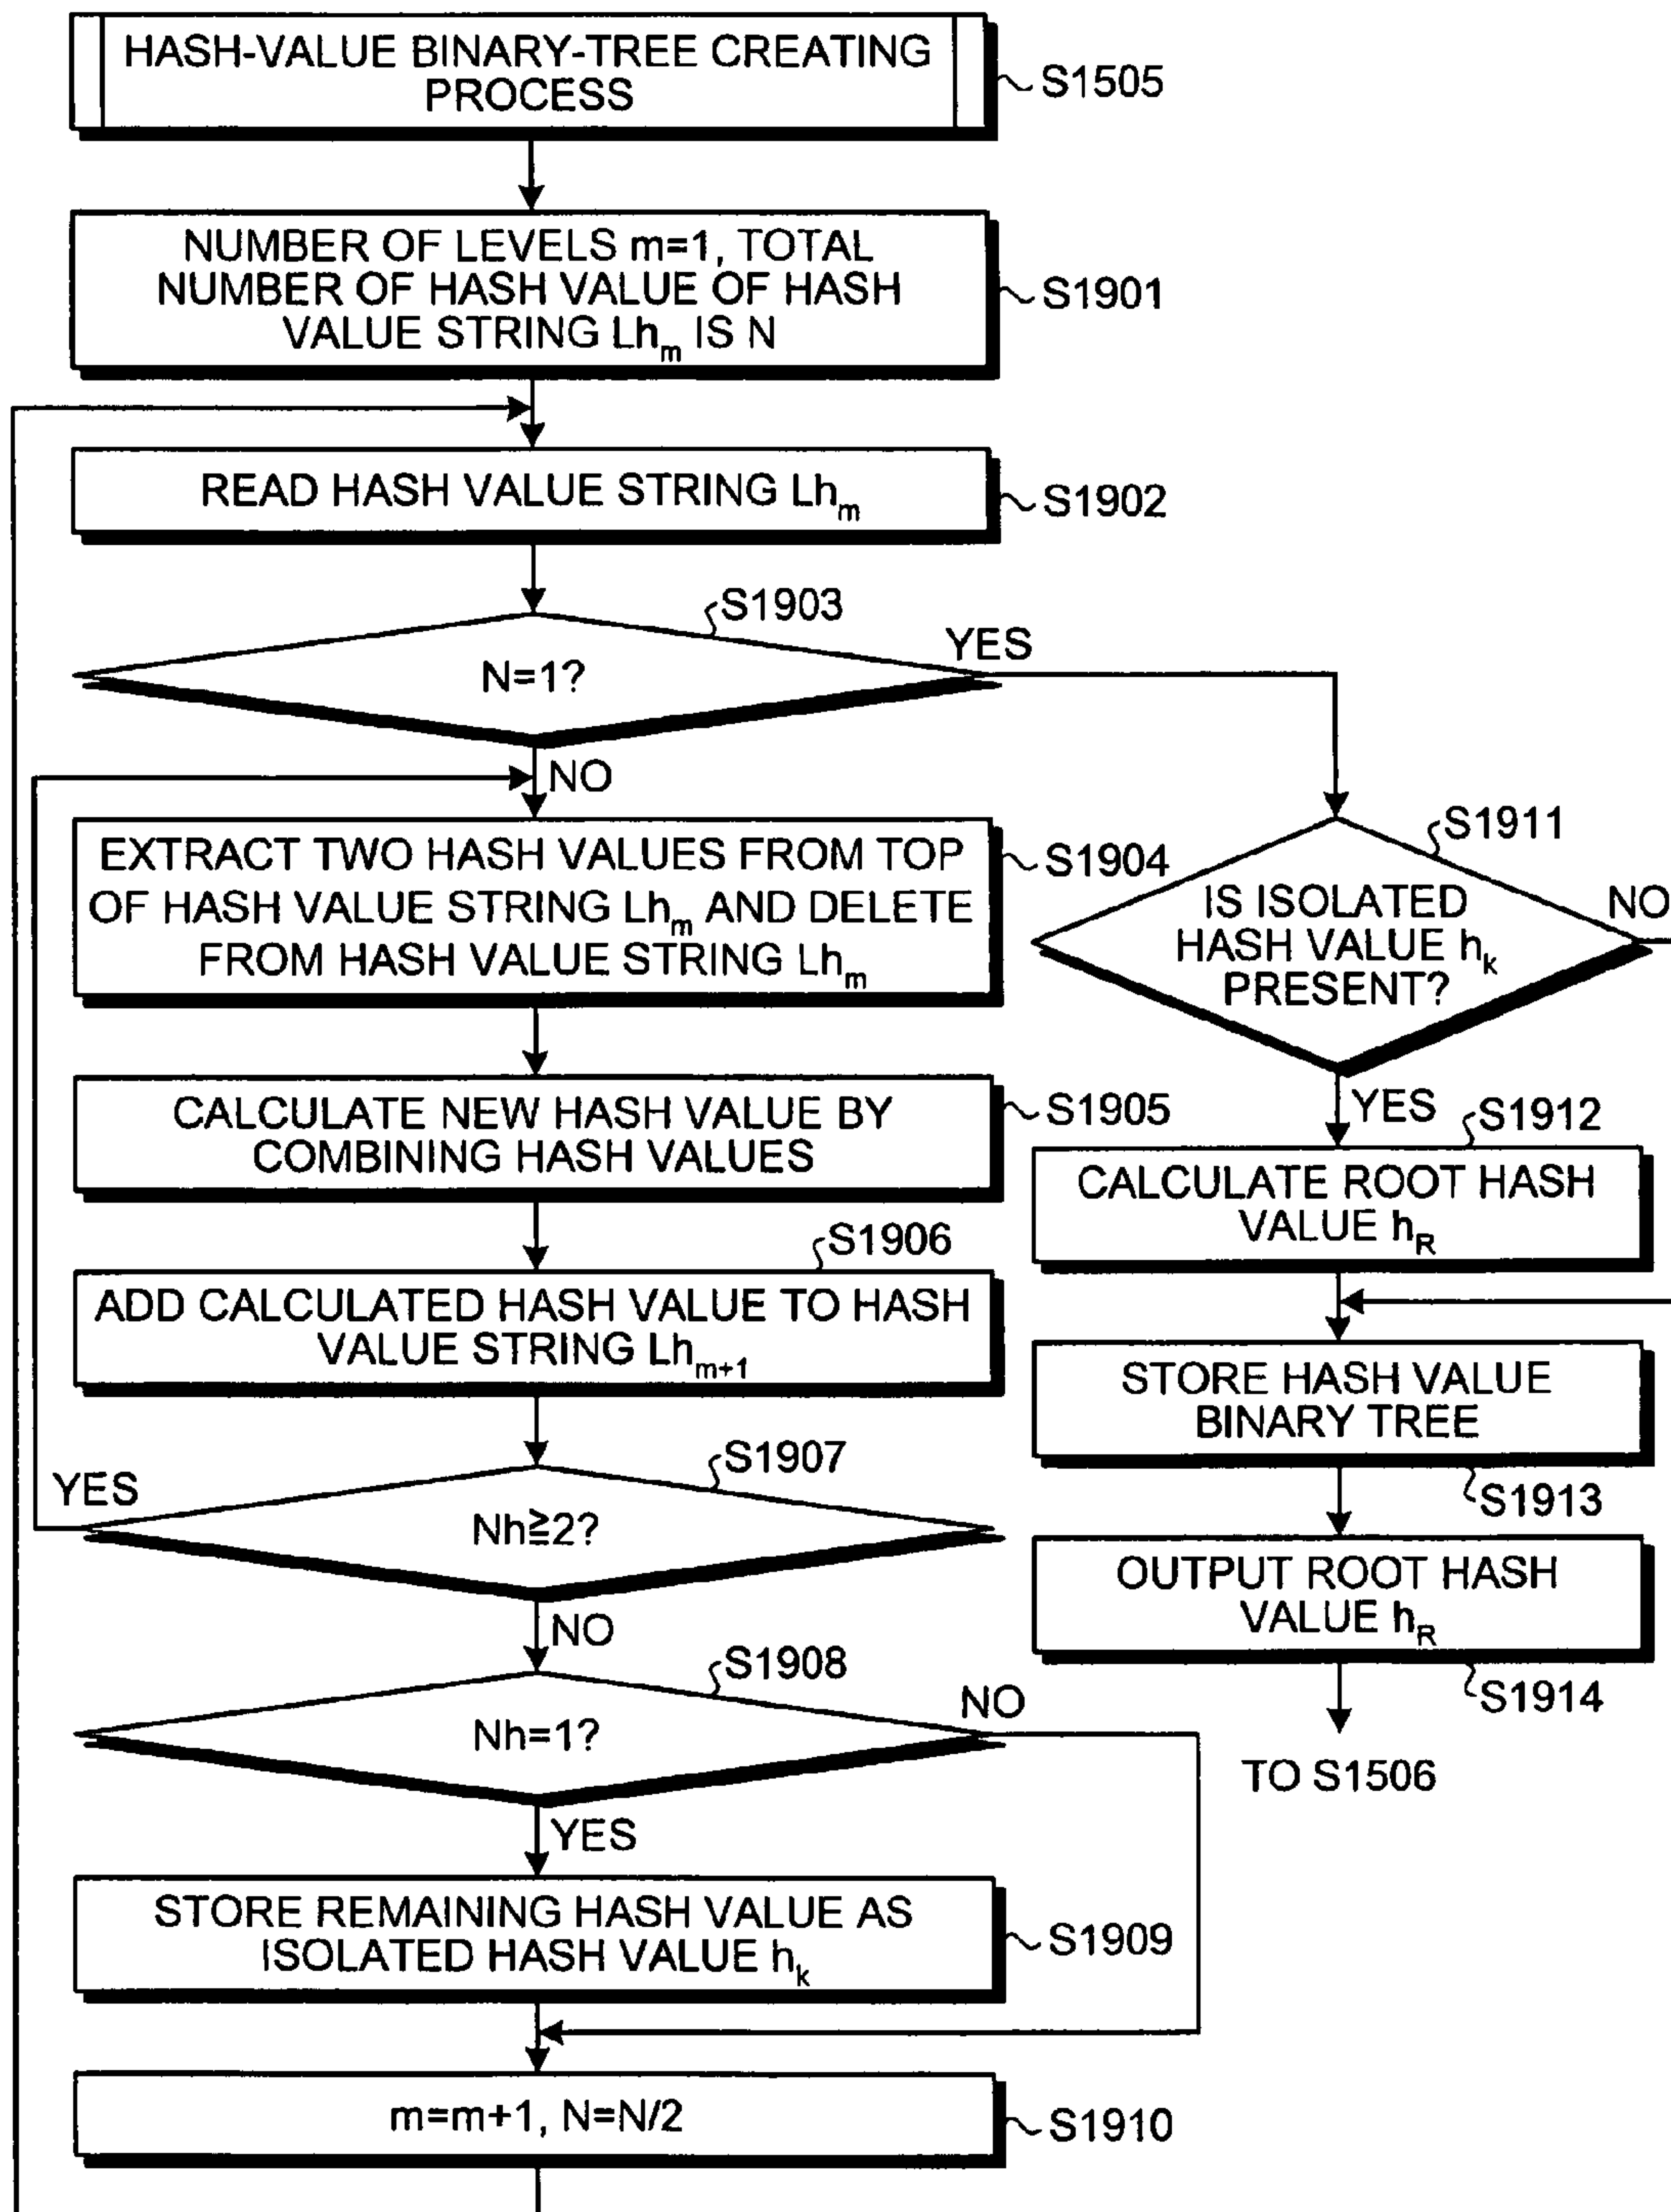 HASH-VALUE BINARY-TREE CREATING
PROCESS
S1505
NUMBER OF LEVELS m=1, TOTAL
NUMBER OF HASH VALUE OF HASH
VALUE STRING Lhₘ IS N
S1901
READ HASH VALUE STRING Lhₘ
S1902
S1903
N=1?
YES
NO
EXTRACT TWO HASH VALUES FROM TOP
OF HASH VALUE STRING Lhₘ AND DELETE
FROM HASH VALUE STRING Lhₘ
S1904
CALCULATE NEW HASH VALUE BY
COMBINING HASH VALUES
S1905
S1906
ADD CALCULATED HASH VALUE TO HASH
VALUE STRING Lhₘ₊₁
S1907
YES
Nh≧2?
NO
S1908
Nh=1?
NO
YES
STORE REMAINING HASH VALUE AS
ISOLATED HASH VALUE hₖ
S1909
m=m+1, N=N/2
S1910
S1911
IS ISOLATED
HASH VALUE hₖ
PRESENT?
NO
YES
S1912
CALCULATE ROOT HASH
VALUE h_R
STORE HASH VALUE
BINARY TREE
S1913
OUTPUT ROOT HASH
VALUE h_R
S1914
TO S1506